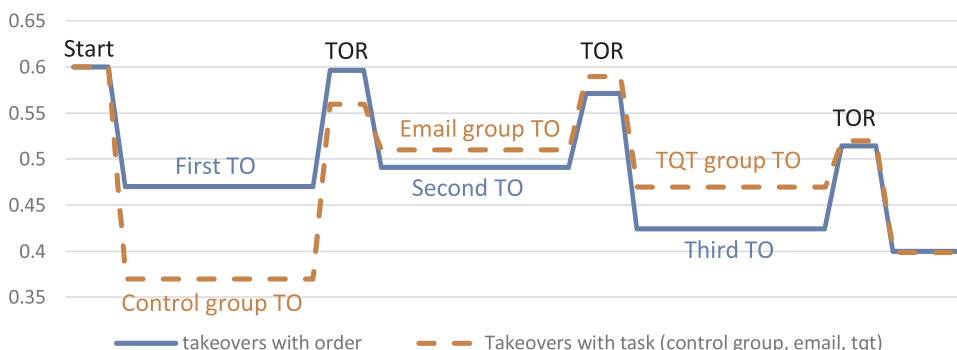 0.65
0.6
0.55
0.5
0.45
0.4
0.35
Start
TOR
TOR
TOR
First TO
Email group TO
Second TO
TQT group TO
Third TO
Control group TO
takeovers with order
Takeovers with task (control group, email, tqt)